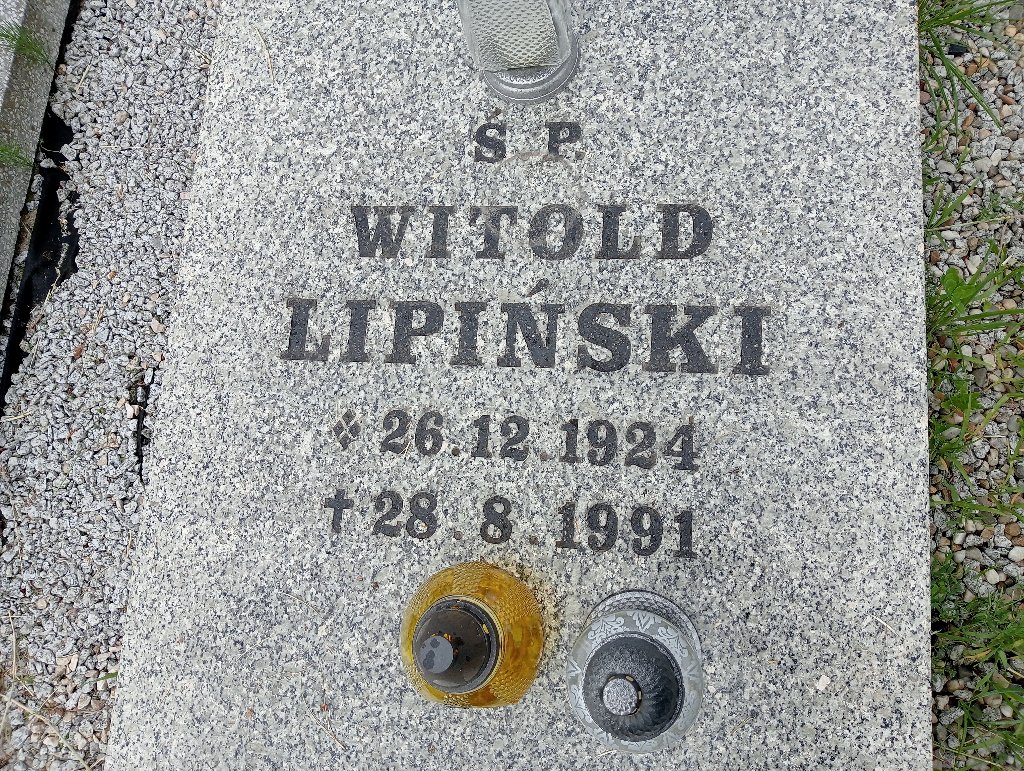 Ś. P.
WITOLD
LIPIŃSKI
26.12.1924
✝ 28.8.1991